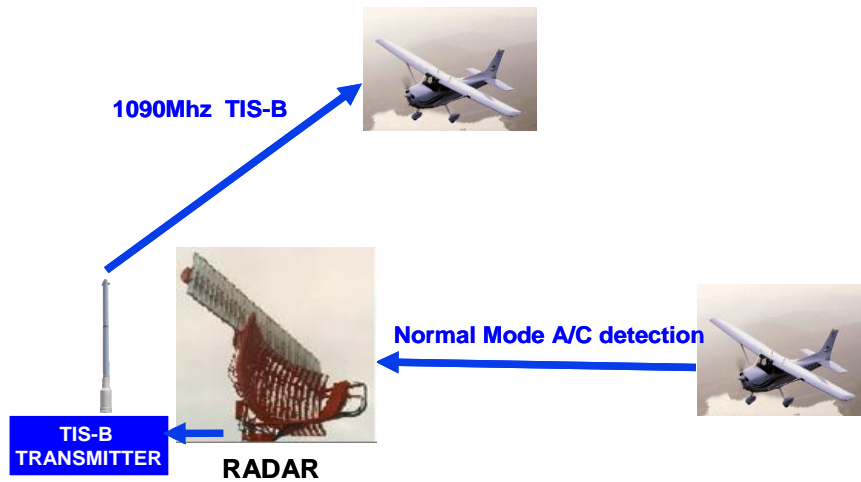 1090Mhz TIS-B
Normal Mode A/C detection
TIS-B
TRANSMITTER
RADAR